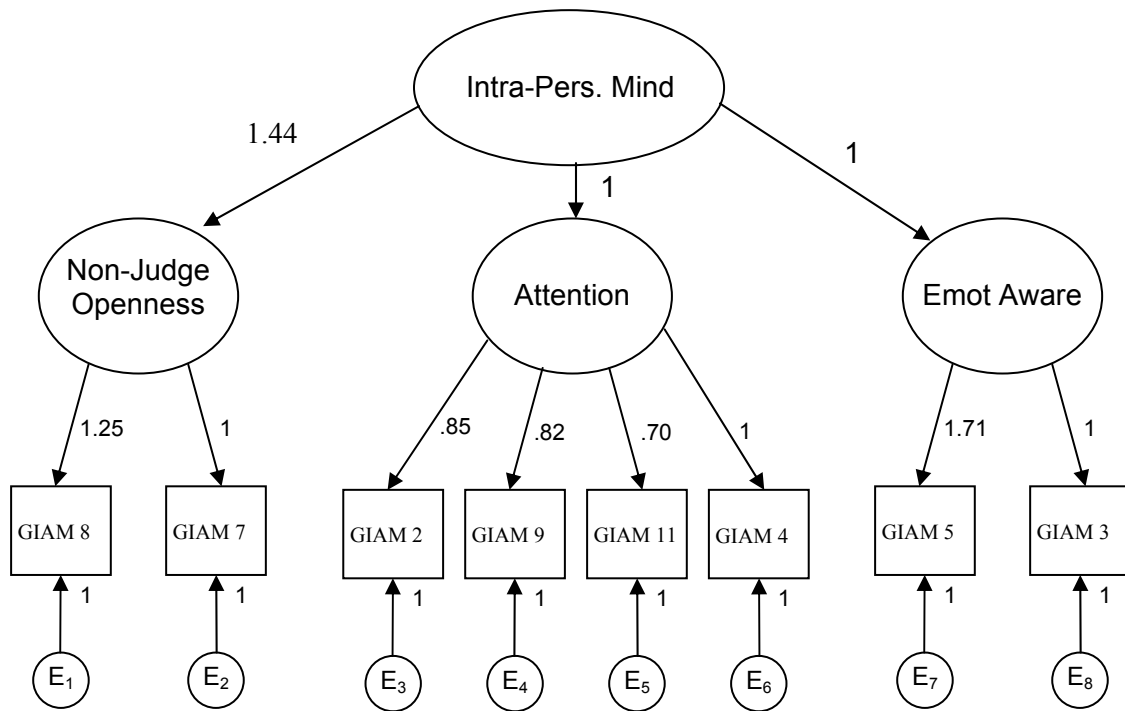 Intra-Pers. Mind
1.44
1
1
Non-Judge
Openness
Attention
Emot Aware
1.25
1
.85
.82
.70
1
1.71
1
GIAM 8
GIAM 7
GIAM 2
GIAM 9
GIAM 11
GIAM 4
GIAM 5
GIAM 3
1
1
1
1
1
1
1
1
E₁
E₂
E₃
E₄
E₅
E₆
E₇
E₈